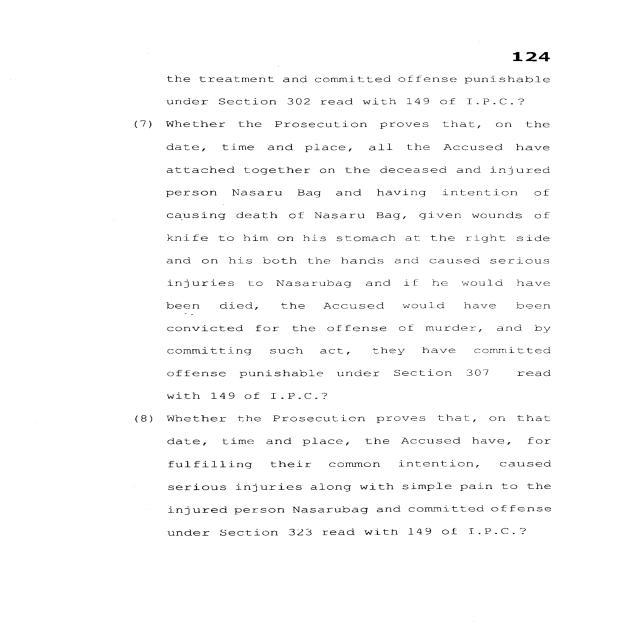 124
the treatment and committed offense punishable
under Section 302 read with 149 of I.P.C.?
(7) Whether the Prosecution proves that, on the
date, time and place, all the Accused have
attached together on the deceased and injured
person Nasaru Bag and having intention of
causing death of Nasaru Bag, given wounds of
knife to him on his stomach at the right side
and on his both the hands and caused serious
injuries to Nasarubag and if he would have
been died, the Accused would have been
convicted for the offense of murder, and by
committing such act, they have committed
offense punishable under Section 307 read
with 149 of I.P.C.?
(8) Whether the Prosecution proves that, on that
date, time and place, the Accused have, for
fulfilling their common intention, caused
serious injuries along with simple pain to the
injured person Nasarubag and committed offense
under Section 323 read with 149 of I.P.C.?